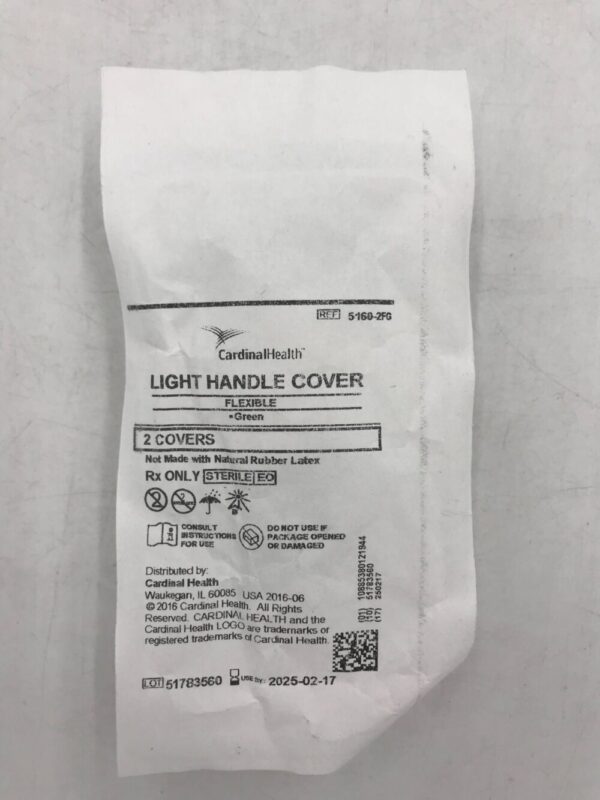 REF 5160-2FG
CardinalHealth™
LIGHT HANDLE COVER
FLEXIBLE
•Green
2 COVERS
Not Made with Natural Rubber Latex
Rx ONLY STERILE EO
CONSULT
INSTRUCTIONS
FOR USE
DO NOT USE IF
PACKAGE OPENED
OR DAMAGED
Distributed by:
Cardinal Health
Waukegan, IL 60085 USA 2016-06
© 2016 Cardinal Health. All Rights
Reserved. CARDINAL HEALTH and the
Cardinal Health LOGO are trademarks or
registered trademarks of Cardinal Health.
(01) 10885380121944
(10) 51783560
(17) 250217
LOT 51783560 USE BY: 2025-02-17